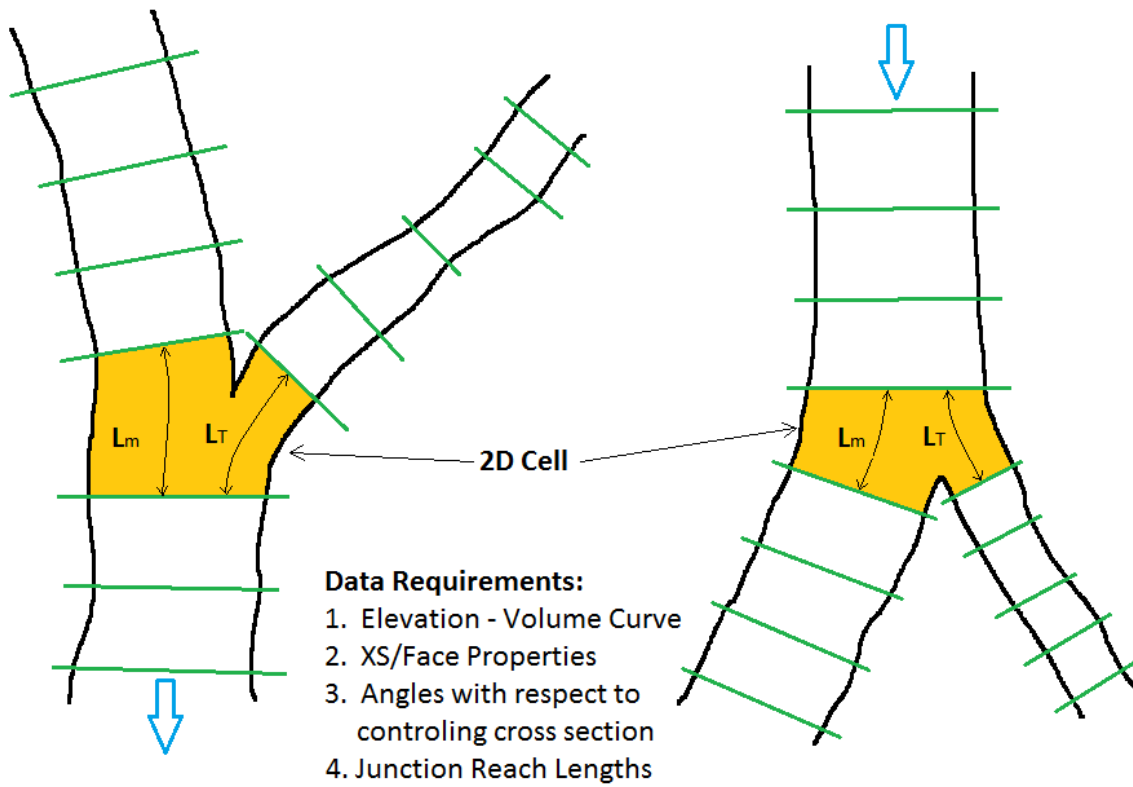 Lm
LT
2D Cell
Lm
LT
Data Requirements:
1. Elevation - Volume Curve
2. XS/Face Properties
3. Angles with respect to
controling cross section
4. Junction Reach Lengths